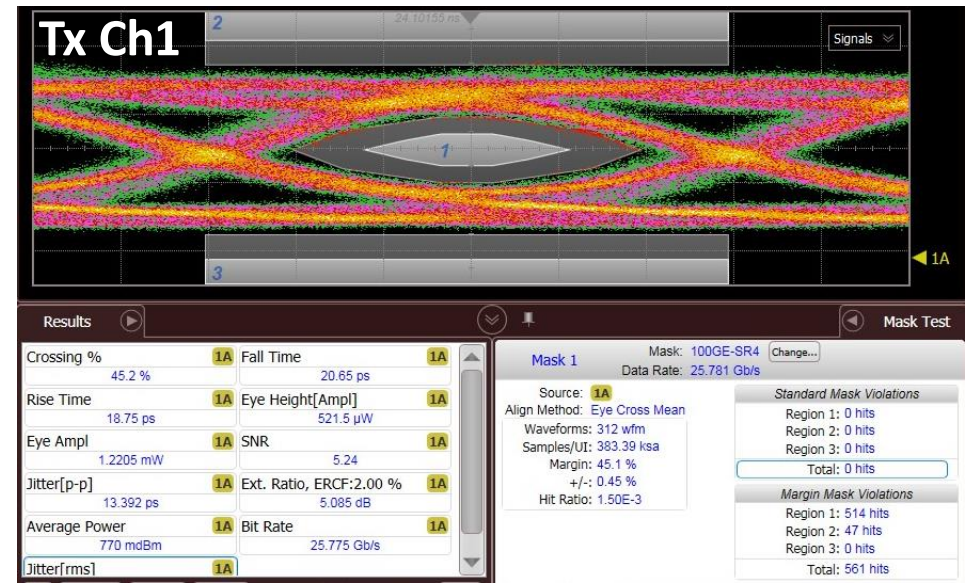 Tx Ch1
2
24.10155 ns
Signals
1
3
1A
Results
Mask Test
Crossing % 1A Fall Time 1A
45.2 % 20.65 ps
Rise Time 1A Eye Height[Ampl] 1A
18.75 ps 521.5 µW
Eye Ampl 1A SNR 1A
1.2205 mW 5.24
Jitter[p-p] 1A Ext. Ratio, ERCF:2.00 % 1A
13.392 ps 5.085 dB
Average Power 1A Bit Rate 1A
770 mdBm 25.775 Gb/s
Jitter[rms] 1A
Mask 1
Mask: 100GE-SR4 Change...
Data Rate: 25.781 Gb/s
Source: 1A
Align Method: Eye Cross Mean
Waveforms: 312 wfm
Samples/UI: 383.39 ksa
Margin: 45.1 %
+/-: 0.45 %
Hit Ratio: 1.50E-3
Standard Mask Violations
Region 1: 0 hits
Region 2: 0 hits
Region 3: 0 hits
Total: 0 hits
Margin Mask Violations
Region 1: 514 hits
Region 2: 47 hits
Region 3: 0 hits
Total: 561 hits